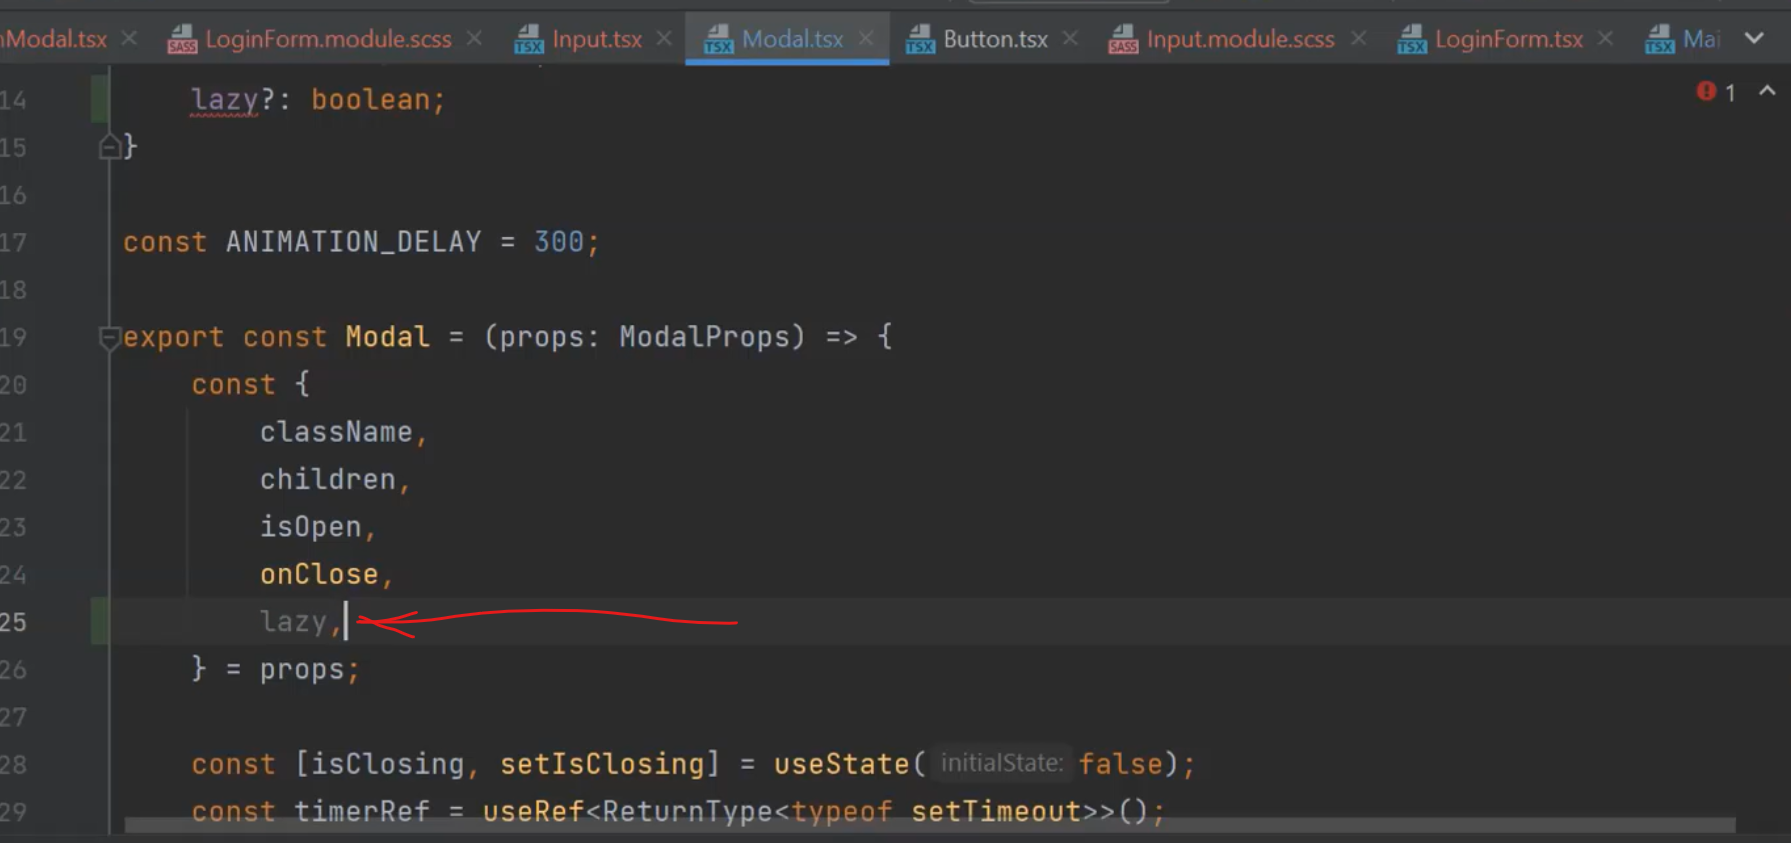 nModal.tsx LoginForm.module.scss Input.tsx Modal.tsx Button.tsx Input.module.scss LoginForm.tsx Mai
14 lazy?: boolean; 1
15 }
16
17 const ANIMATION_DELAY = 300;
18
19 export const Modal = (props: ModalProps) => {
20 const {
21 className,
22 children,
23 isOpen,
24 onClose,
25 lazy,
26 } = props;
27
28 const [isClosing, setIsClosing] = useState( initialState: false);
29 const timerRef = useRef<ReturnType<typeof setTimeout>>();